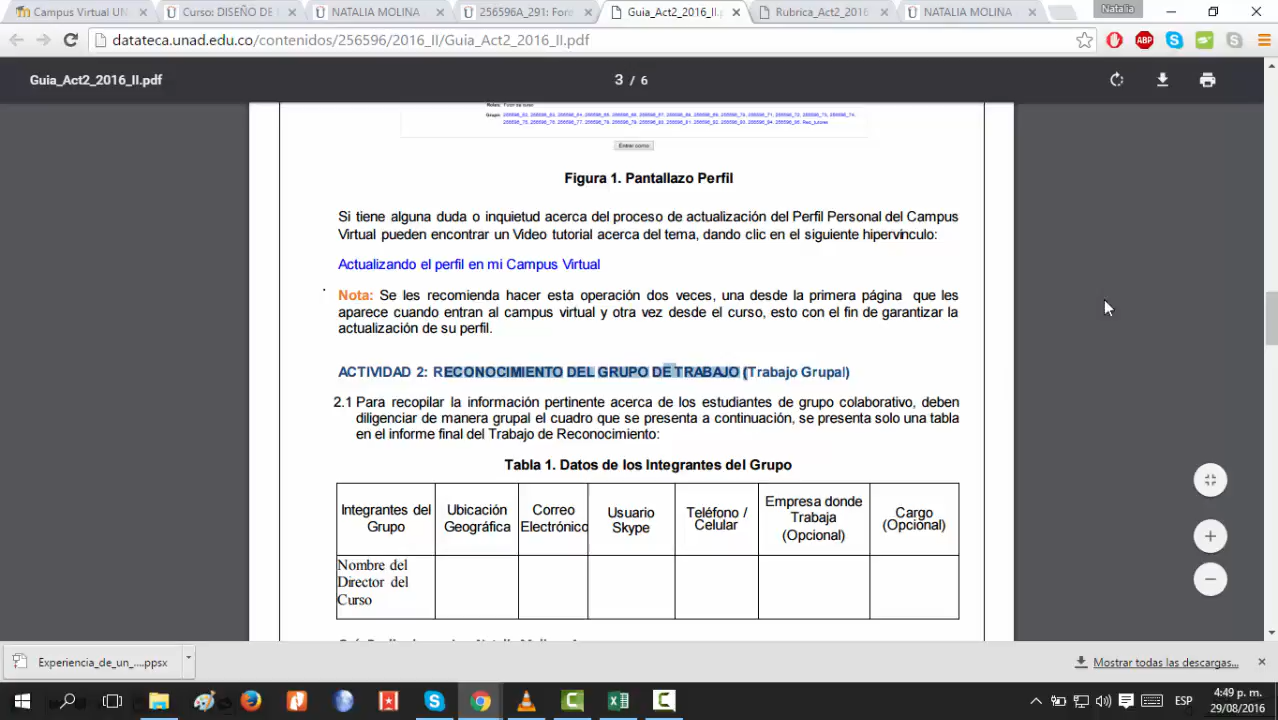 Campus Virtual UN
Curso: DISEÑO DE
NATALIA MOLINA
256596A_291: For
Guia_Act2_2016_II.p
Rubrica_Act2_2016
NATALIA MOLINA
Natalia
datateca.unad.edu.co/contenidos/256596/2016_II/Guia_Act2_2016_II.pdf
Guia_Act2_2016_II.pdf
3 / 6
Entrar como
Figura 1. Pantallazo Perfil
Si tiene alguna duda o inquietud acerca del proceso de actualización del Perfil Personal del Campus
Virtual pueden encontrar un Video tutorial acerca del tema, dando clic en el siguiente hipervínculo:
Actualizando el perfil en mi Campus Virtual
Nota: Se les recomienda hacer esta operación dos veces, una desde la primera página que les
aparece cuando entran al campus virtual y otra vez desde el curso, esto con el fin de garantizar la
actualización de su perfil.
ACTIVIDAD 2: RECONOCIMIENTO DEL GRUPO DE TRABAJO (Trabajo Grupal)
2.1 Para recopilar la información pertinente acerca de los estudiantes de grupo colaborativo, deben
diligenciar de manera grupal el cuadro que se presenta a continuación, se presenta solo una tabla
en el informe final del Trabajo de Reconocimiento:
Tabla 1. Datos de los Integrantes del Grupo
Integrantes del
Grupo
Ubicación
Geográfica
Correo
Electrónico
Usuario
Skype
Teléfono /
Celular
Empresa donde
Trabaja
(Opcional)
Cargo
(Opcional)
Nombre del
Director del
Curso
Experiencia_de_un_....ppsx
Mostrar todas las descargas...
ESP
4:49 p. m.
29/08/2016